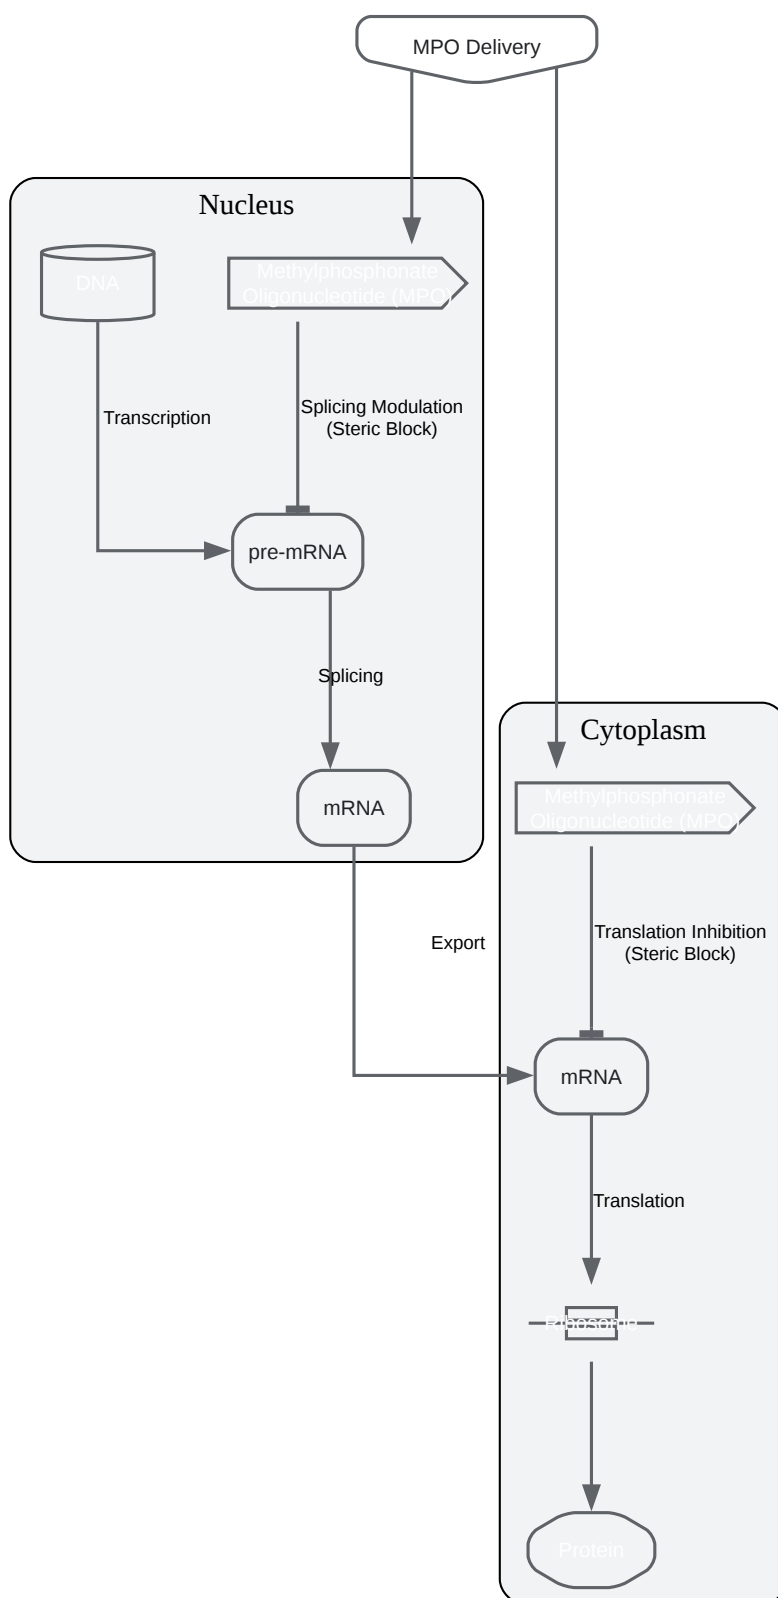 MPO Delivery
Nucleus
DNA
Methylphosphonate
Oligonucleotide (MPO)
Transcription
Splicing Modulation
(Steric Block)
pre-mRNA
Splicing
mRNA
Cytoplasm
Methylphosphonate
Oligonucleotide (MPO)
Export
Translation Inhibition
(Steric Block)
mRNA
Translation
Ribosome
Protein